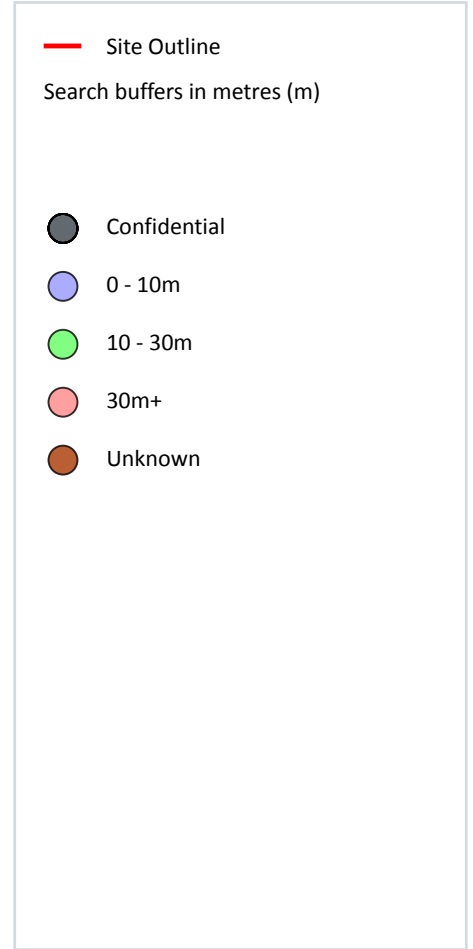 Site Outline
Search buffers in metres (m)
Confidential
0 - 10m
10 - 30m
30m+
Unknown